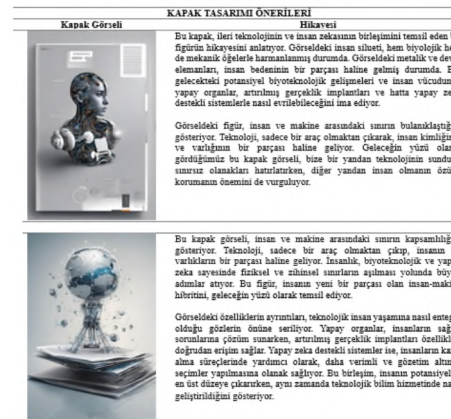 KAPAK TASARIMI ÖNERİLERİ
Kapak Görseli
Hikayesi
Bu kapak, ileri teknolojinin ve insan zekasının birleşimini temsil eden
figürün hikayesini anlatıyor. Görseldeki insan silueti, hem biyolojik
de mekanik öğelerle harmanlanmış durumda. Görseldeki metalik ve
elemanları, insan bedeninin bir parçası haline gelmiş durumda.
gelecekteki potansiyel biyoteknolojik gelişmeleri ve insan
yapay organlar, artırılmış gerçeklik implantları ve hatta yapay
destekli sistemlerle nasıl evrilebileceğini ima ediyor.
Görseldeki figür, insan ve makine arasındaki sınırın
gösteriyor. Teknoloji, sadece bir araç olmaktan çıkarak, insan
ve varlığının bir parçası haline geliyor. Geleceğin yüzü
gördüğümüz bu kapak görseli, bize bir yandan teknolojinin
sınırsız olanakları hatırlatırken, diğer yandan insan olmanın
korumanın önemini de vurguluyor.
Bu kapak görseli, insan ve makine arasındaki sınırın
gösteriyor. Teknoloji, sadece bir araç olmaktan çıkıp, insanın
varlıkların bir parçası haline geliyor. İnsanlık, biyoteknolojik ve
zeka sayesinde fiziksel ve zihinsel sınırların aşılması yolunda
adımlar atıyor. Bu figür, insanın yeni bir parçası olan
hibritini, geleceğin yüzü olarak temsil ediyor.
Görseldeki özelliklerin ayrıntıları, teknolojik insan yaşamına nasıl
olduğu gözlerin önüne seriliyor. Yapay organlar, insanların
sorunlarına çözüm sunarken, artırılmış gerçeklik implantları
doğrudan erişim sağlar. Yapay zeka destekli sistemler ise, insanların
alma süreçlerinde yardımcı olarak, daha verimli ve gözetim
seçimler yapılmasına olanak sağlıyor. Bu birleşim, insanın
en üst düzeye çıkarırken, aynı zamanda teknolojik bilim hizmetinde
geliştirildiğini gösteriyor.